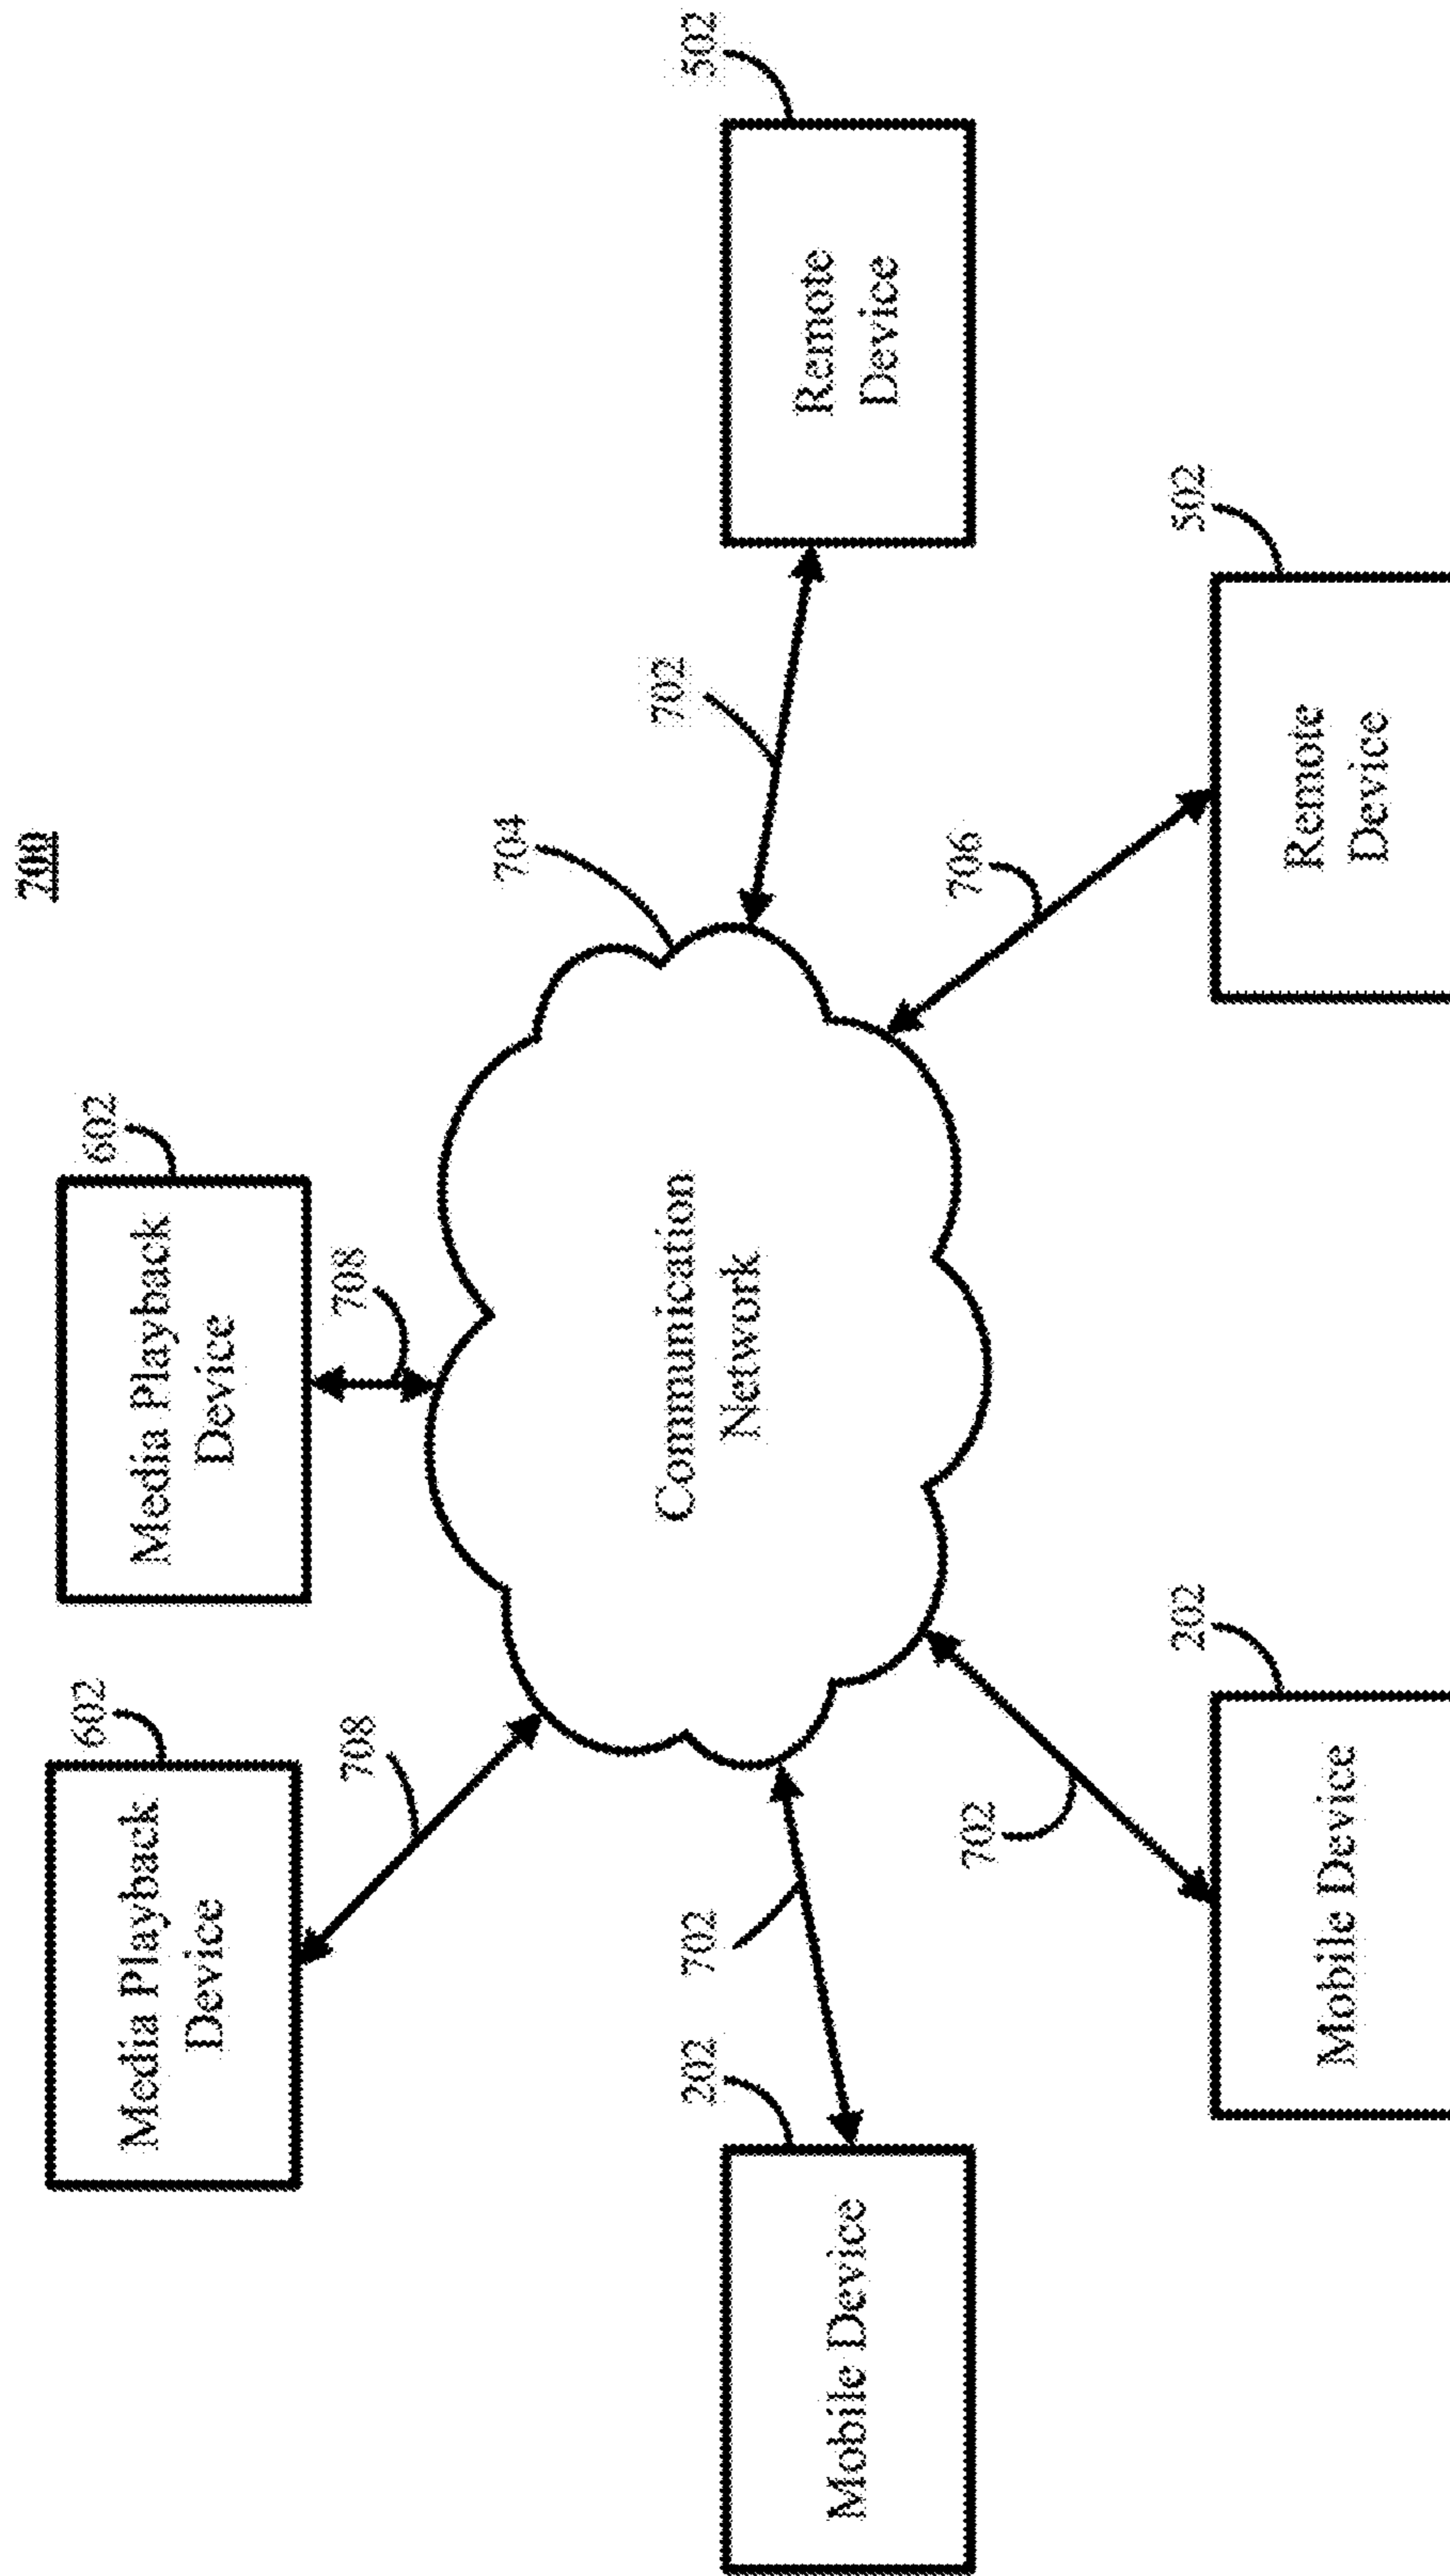 700
602
Media Playback
Device
602
Media Playback
Device
708
708
704
Communication
Network
202
Mobile Device
702
702
502
Remote
Device
202
Mobile Device
702
706
502
Remote
Device